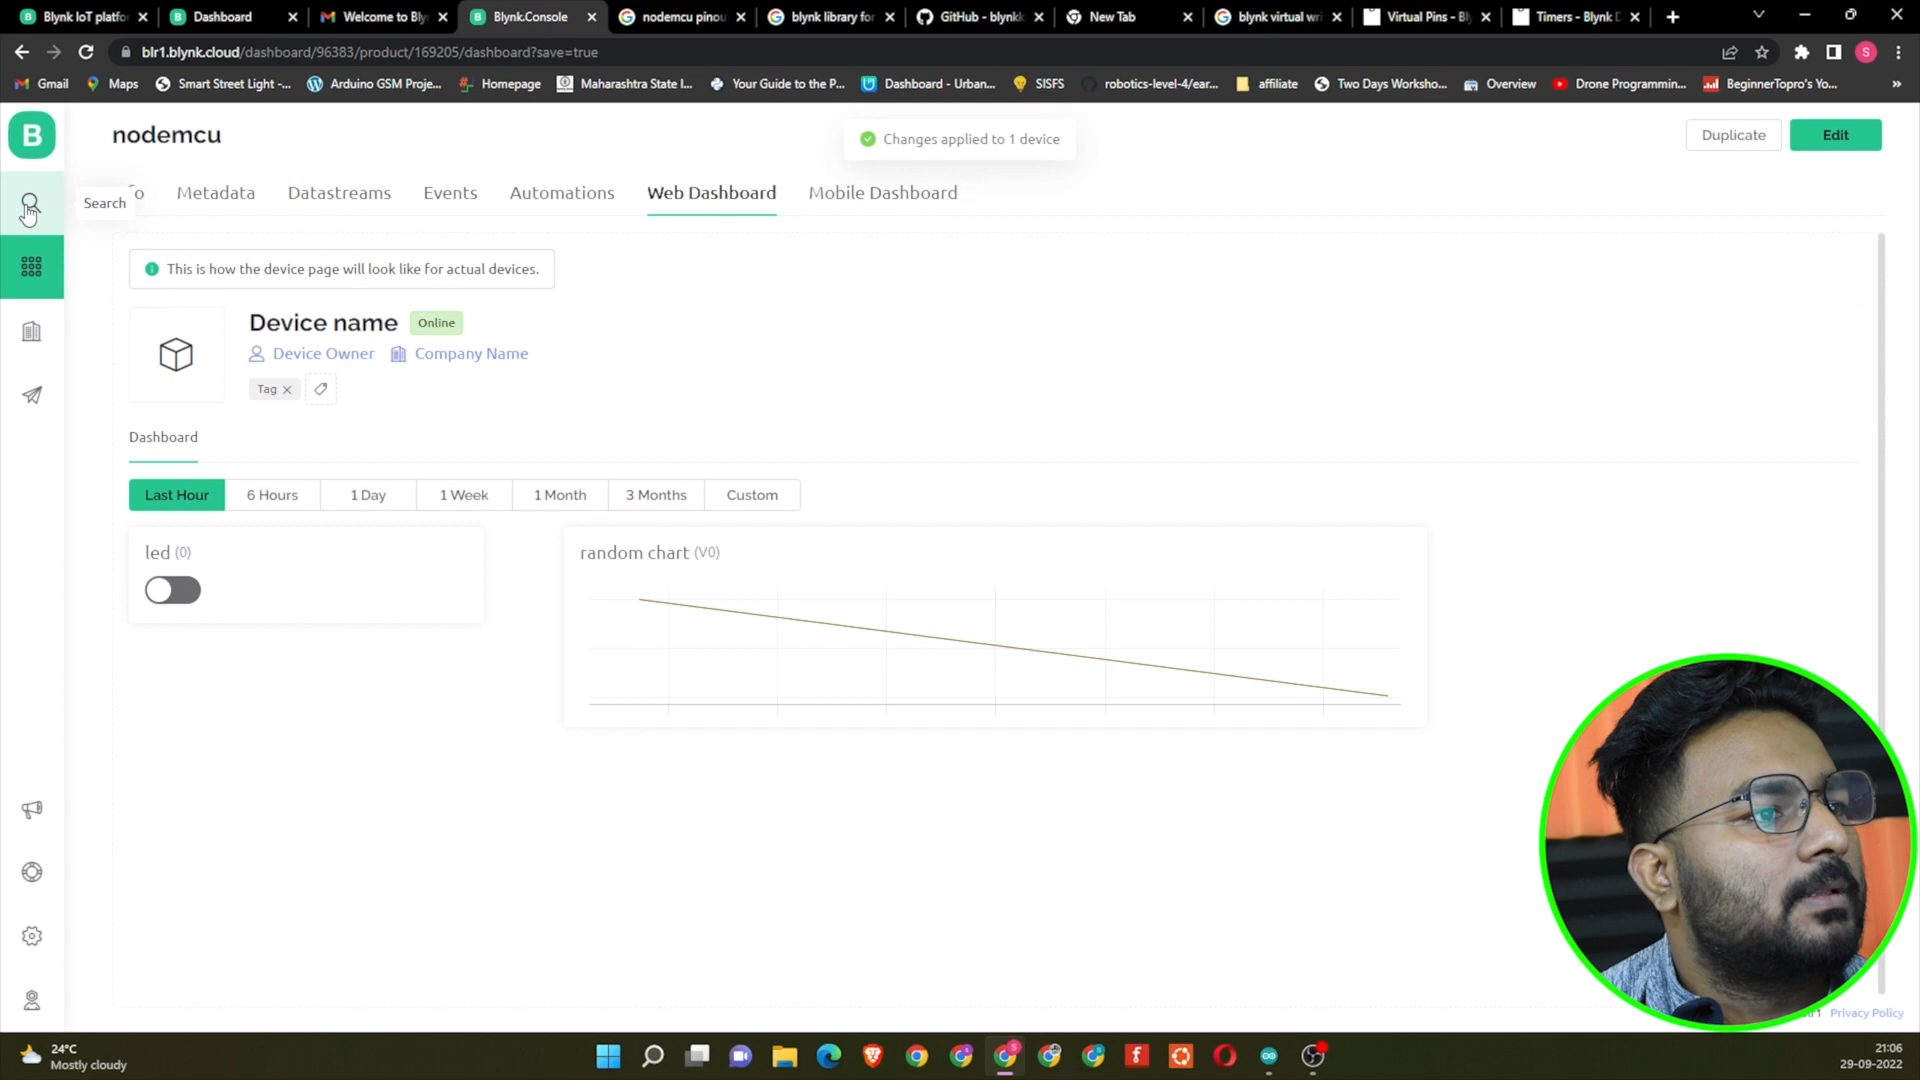 Blynk IoT platfo
Dashboard
Welcome to Bly
Blynk.Console
nodemcu pinou
blynk library for
GitHub - blynkk
New Tab
blynk virtual wri
Virtual Pins - Bl
Timers - Blynk D
blr1.blynk.cloud/dashboard/96383/product/169205/dashboard?save=true
S
Gmail
Maps
Smart Street Light -...
Arduino GSM Proje...
Homepage
Maharashtra State I...
Your Guide to the P...
Dashboard - Urban...
SISFS
robotics-level-4/ear...
affiliate
Two Days Worksho...
Overview
Drone Programmin...
BeginnerTopro's Yo...
B
nodemcu
Changes applied to 1 device
Duplicate
Edit
Search
fo
Metadata
Datastreams
Events
Automations
Web Dashboard
Mobile Dashboard
This is how the device page will look like for actual devices.
Device name
Online
Device Owner
Company Name
Tag
Dashboard
Last Hour
6 Hours
1 Day
1 Week
1 Month
3 Months
Custom
led (0)
random chart (V0)
Privacy Policy
24°C
Mostly cloudy
21:06
29-09-2022